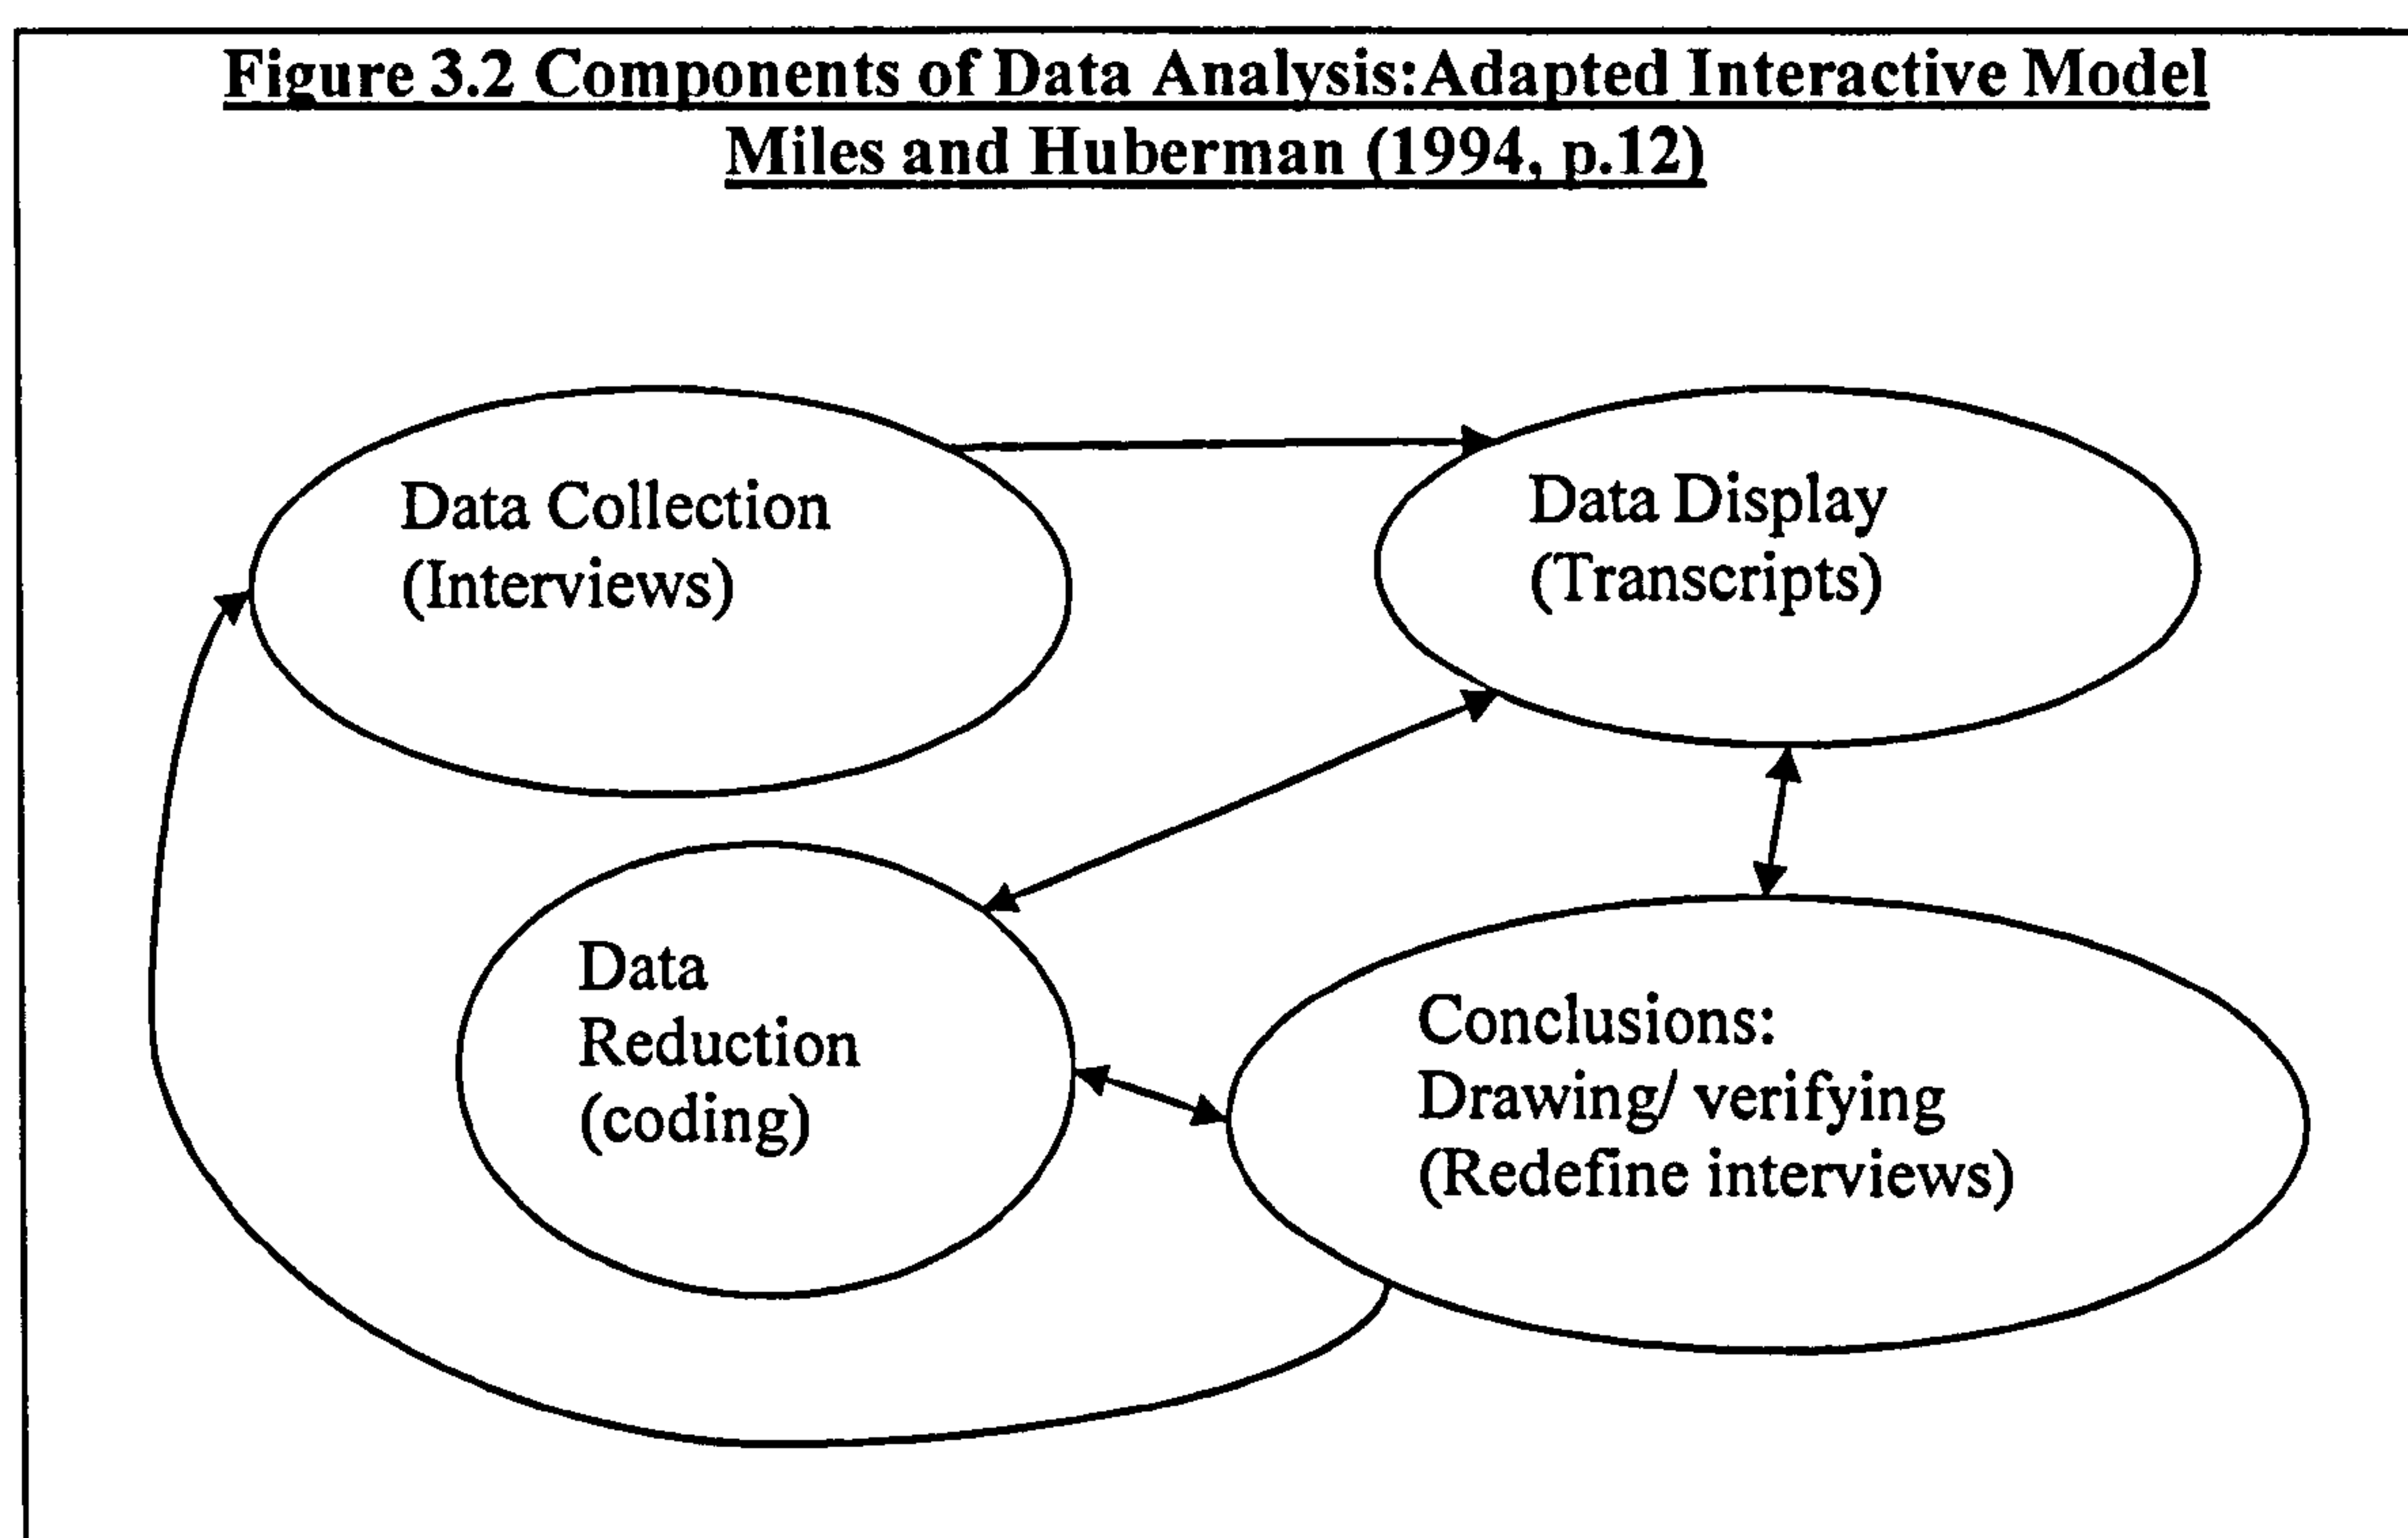 Figure 3.2 Components of Data Analysis:Adapted Interactive Model
Miles and Huberman (1994, p.12)
Data Collection
(Interviews)
Data Display
(Transcripts)
Data
Reduction
(coding)
Conclusions:
Drawing/ verifying
(Redefine interviews)